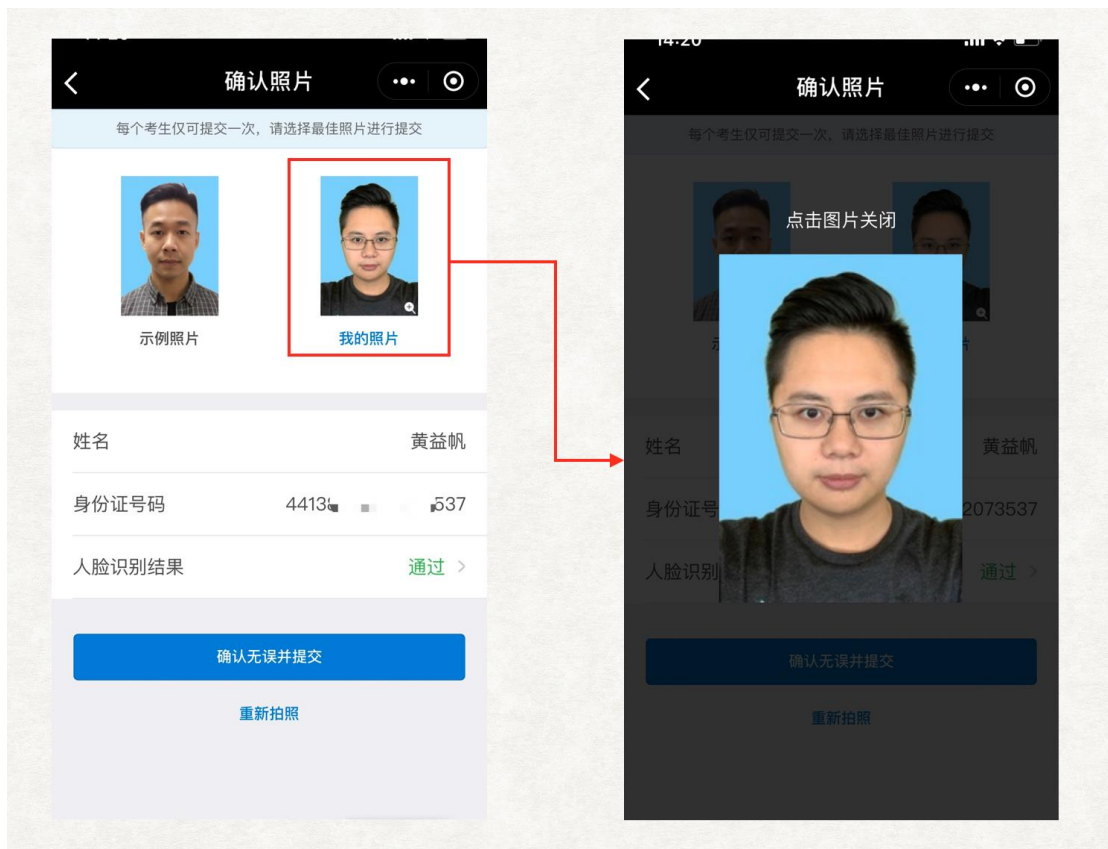 确认照片
每个考生仅可提交一次，请选择最佳照片进行提交
示例照片
我的照片
姓名
黄益帆
身份证号码
4413
537
人脸识别结果
通过
确认无误并提交
重新拍照
14:20
确认照片
每个考生仅可提交一次，请选择最佳照片进行提交
点击图片关闭
姓名
黄益帆
身份证号
2073537
人脸识别
通过
确认无误并提交
重新拍照